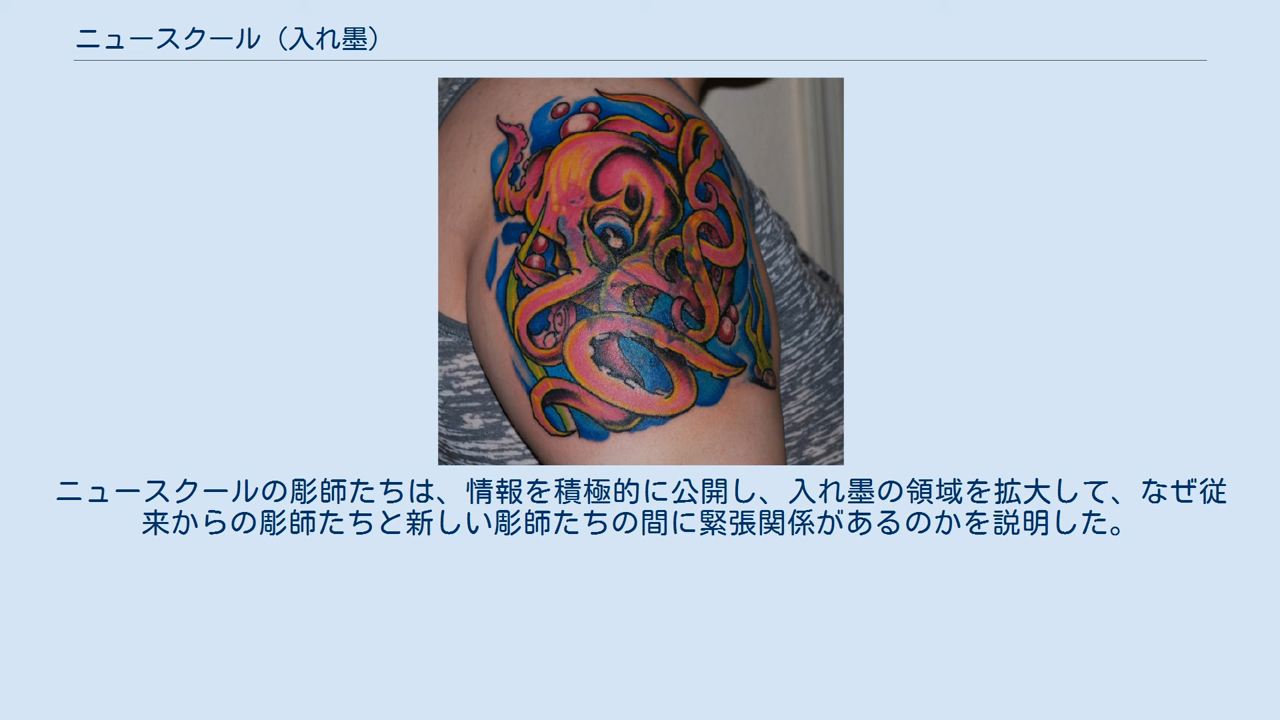 ニュースクール（入れ墨）
ニュースクールの彫師たちは、情報を積極的に公開し、入れ墨の領域を拡大して、なぜ従
来からの彫師たちと新しい彫師たちの間に緊張関係があるのかを説明した。